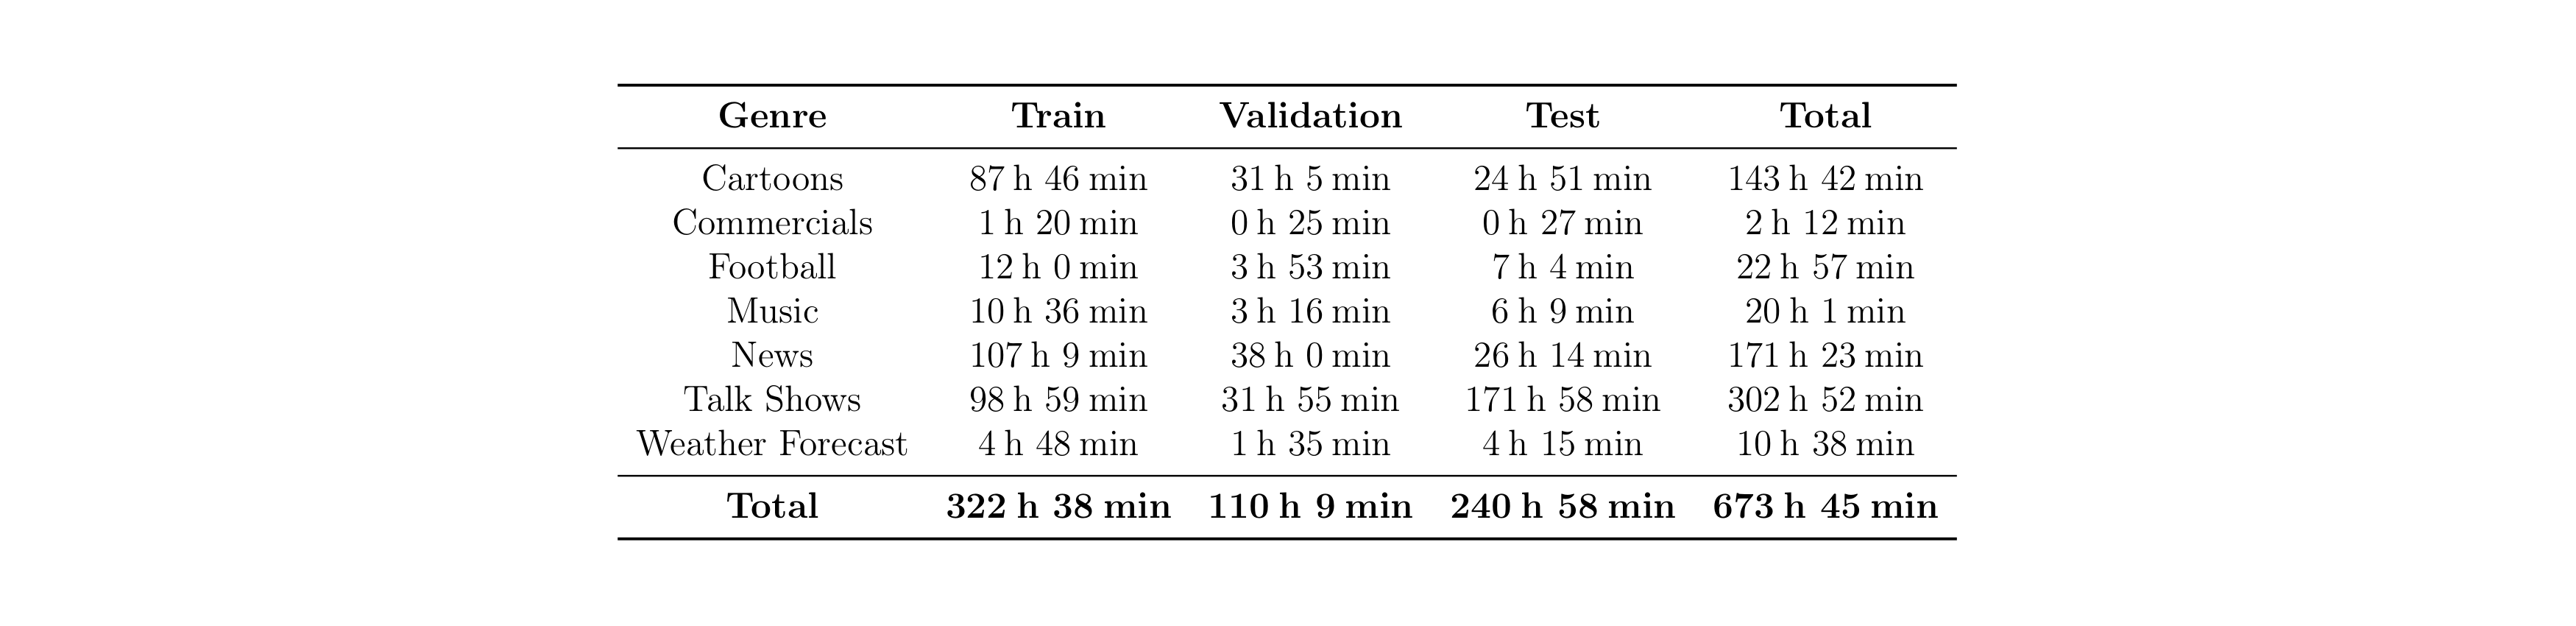 Genre Train Validation Test Total
Cartoons 87 h 46 min 31 h 5 min 24 h 51 min 143 h 42 min
Commercials 1 h 20 min 0 h 25 min 0 h 27 min 2 h 12 min
Football 12 h 0 min 3 h 53 min 7 h 4 min 22 h 57 min
Music 10 h 36 min 3 h 16 min 6 h 9 min 20 h 1 min
News 107 h 9 min 38 h 0 min 26 h 14 min 171 h 23 min
Talk Shows 98 h 59 min 31 h 55 min 171 h 58 min 302 h 52 min
Weather Forecast 4 h 48 min 1 h 35 min 4 h 15 min 10 h 38 min
Total 322 h 38 min 110 h 9 min 240 h 58 min 673 h 45 min